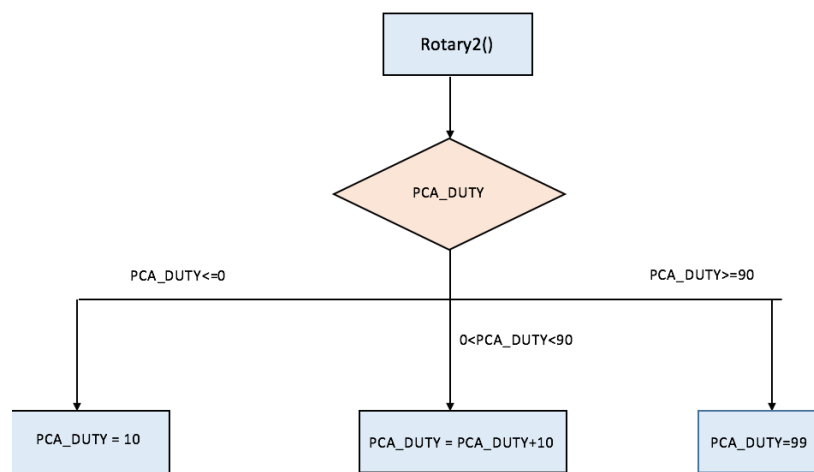 Rotary2()
PCA_DUTY
PCA_DUTY<=0
PCA_DUTY>=90
0<PCA_DUTY<90
PCA_DUTY = 10
PCA_DUTY = PCA_DUTY+10
PCA_DUTY=99